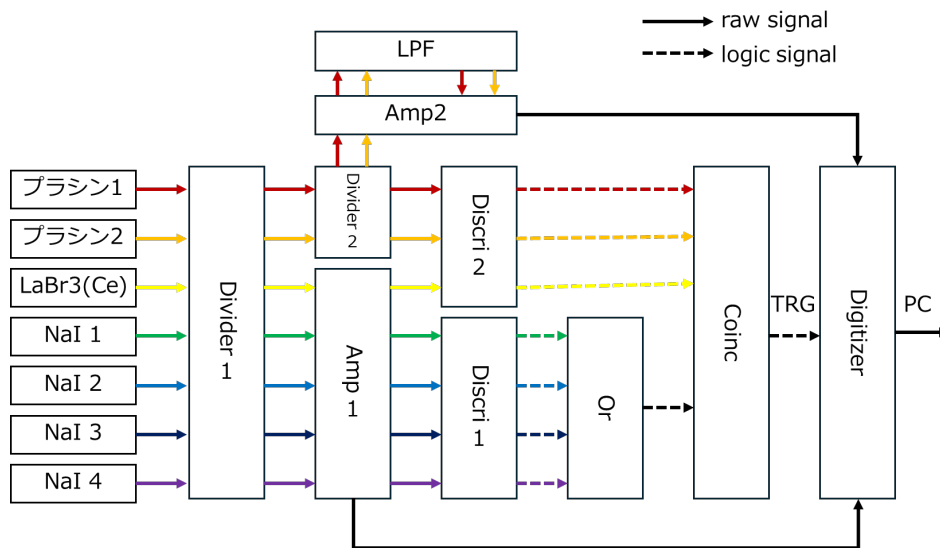 LPF
raw signal
logic signal
Amp2
プラシン1
プラシン2
LaBr3(Ce)
NaI 1
NaI 2
NaI 3
NaI 4
Divider 1
Divider 2
Amp 1
Discri 2
Discri 1
Or
Coinc
TRG
Digitizer
PC